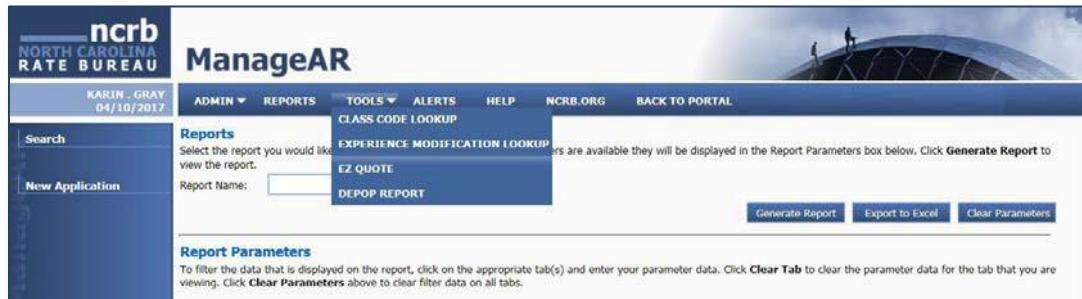 ncrb
NORTH CAROLINA
RATE BUREAU
ManageAR
KARIN . GRAY
04/10/2017
ADMIN REPORTS TOOLS ALERTS HELP NCRB.ORG BACK TO PORTAL
CLASS CODE LOOKUP
EXPERIENCE MODIFICATION LOOKUP
EZ QUOTE
DEPOP REPORT
Search
New Application
Reports
Select the report you would like rs are available they will be displayed in the Report Parameters box below. Click Generate Report to
view the report.
Report Name:
Generate Report Export to Excel Clear Parameters
Report Parameters
To filter the data that is displayed on the report, click on the appropriate tab(s) and enter your parameter data. Click Clear Tab to clear the parameter data for the tab that you are
viewing. Click Clear Parameters above to clear filter data on all tabs.